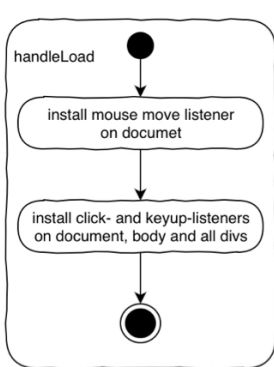 handleLoad
install mouse move listener
on documet
install click- and keyup-listeners
on document, body and all divs